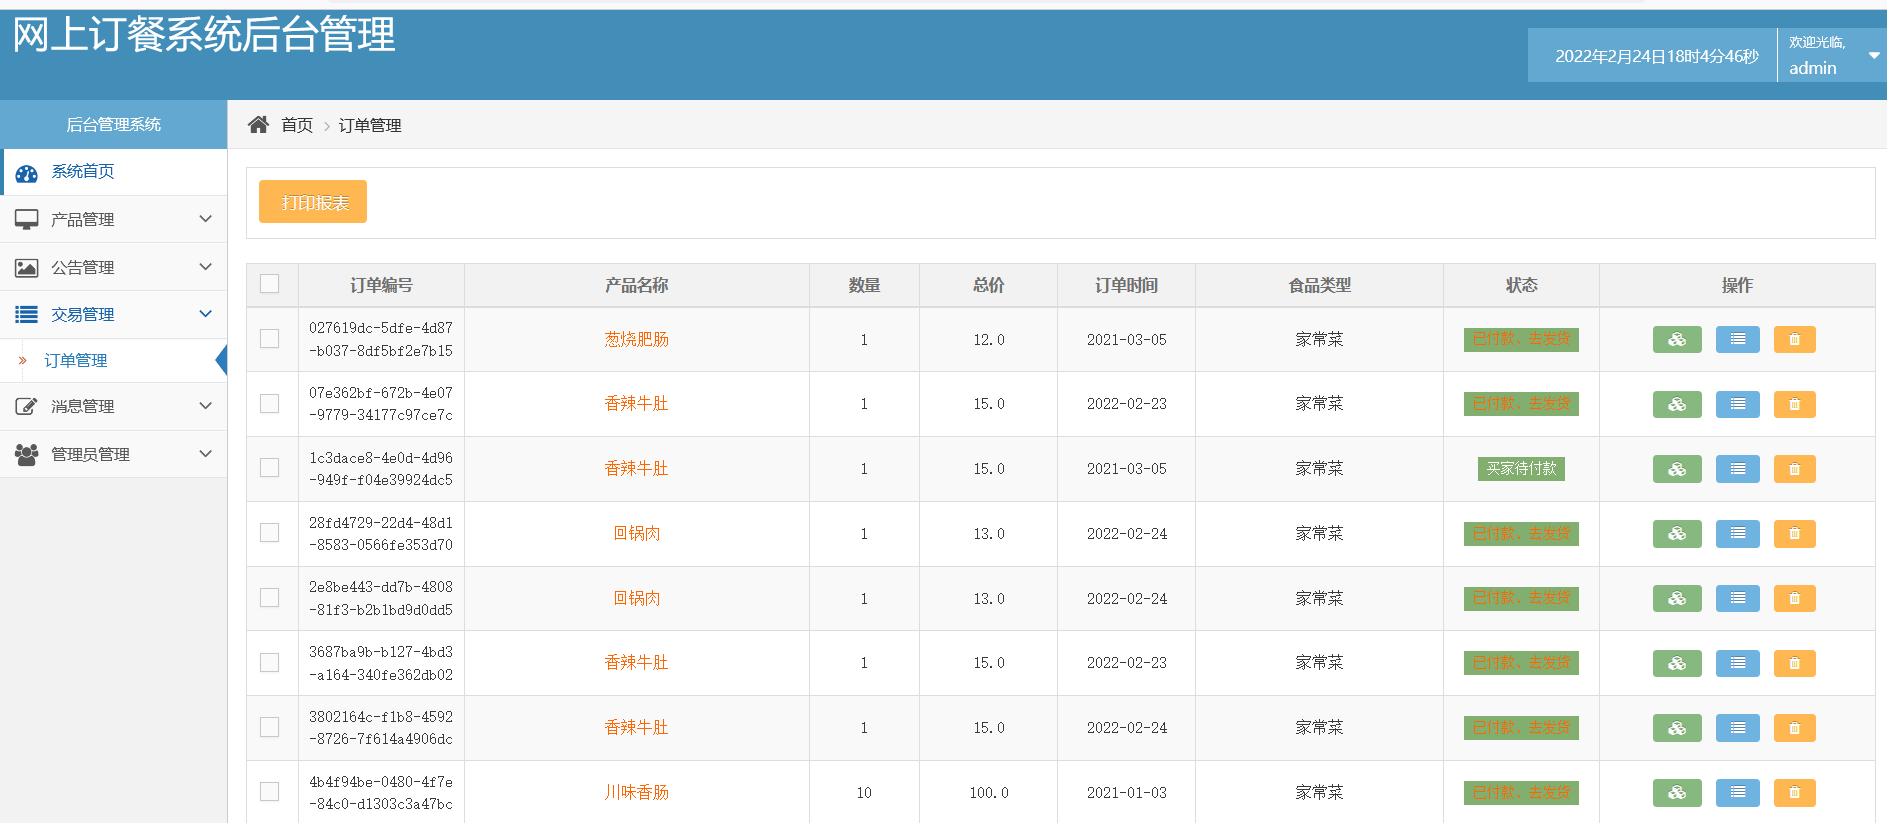 网上订餐系统后台管理
2022年2月24日18时4分46秒
欢迎光临,
admin
后台管理系统
首页 > 订单管理
系统首页
产品管理
公告管理
交易管理
订单管理
消息管理
管理员管理
打印报表
订单编号 产品名称 数量 总价 订单时间 食品类型 状态 操作
027619dc-5dfe-4d87
-b037-8df5bf2e7b15
葱烧肥肠 1 12.0 2021-03-05 家常菜 已付款、去发货
07e362bf-672b-4e07
-9779-34177c97ce7c
香辣牛肚 1 15.0 2022-02-23 家常菜 已付款、去发货
1c3dace8-4e0d-4d96
-949f-f04e39924dc5
香辣牛肚 1 15.0 2021-03-05 家常菜 买家待付款
28fd4729-22d4-48d1
-8583-0566fe353d70
回锅肉 1 13.0 2022-02-24 家常菜 已付款、去发货
2e8be443-dd7b-4808
-81f3-b2b1bd9d0dd5
回锅肉 1 13.0 2022-02-24 家常菜 已付款、去发货
3687ba9b-b127-4bd3
-a164-340fe362db02
香辣牛肚 1 15.0 2022-02-23 家常菜 已付款、去发货
3802164c-f1b8-4592
-8726-7f614a4906dc
香辣牛肚 1 15.0 2022-02-24 家常菜 已付款、去发货
4b4f94be-0480-4f7e
-84c0-d1303c3a47bc
川味香肠 10 100.0 2021-01-03 家常菜 已付款、去发货